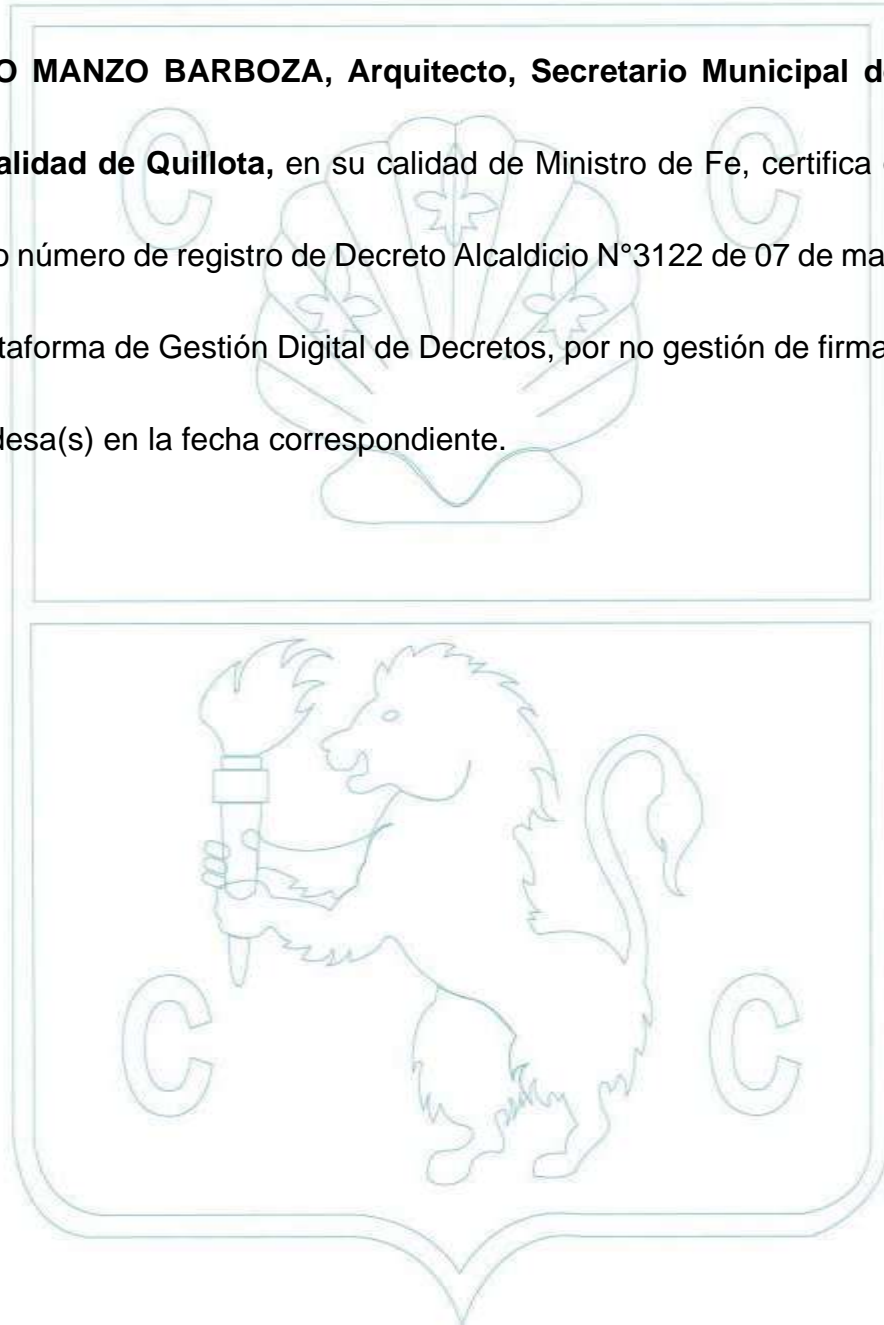 O MANZO BARBOZA, Arquitecto, Secretario Municipal d
alidad de Quillota, en su calidad de Ministro de Fe, certifica
o número de registro de Decreto Alcaldicio N°3122 de 07 de ma
taforma de Gestión Digital de Decretos, por no gestión de firma
desa(s) en la fecha correspondiente.
C C
C C